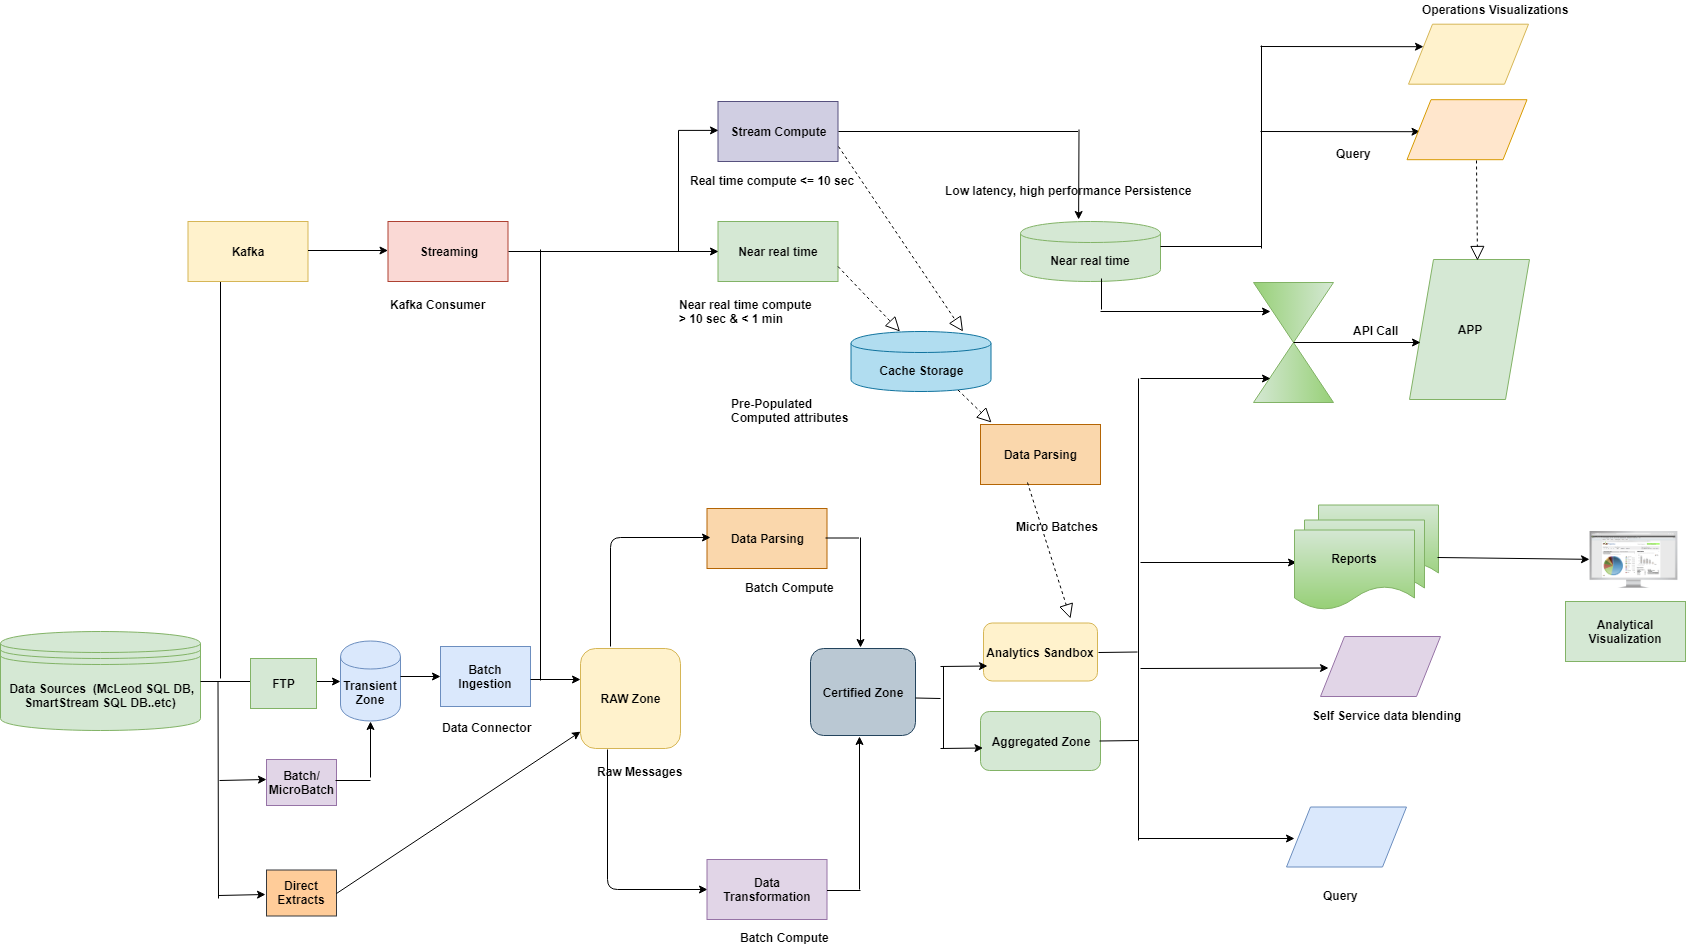 Operations Visualizations
Stream Compute
Query
Real time compute <= 10 sec
Low latency, high performance Persistence
Kafka
Streaming
Near real time
Near real time
Kafka Consumer
Near real time compute
> 10 sec & < 1 min
API Call
APP
Cache Storage
Pre-Populated
Computed attributes
Data Parsing
Micro Batches
Data Parsing
Reports
Batch Compute
Analytical
Visualization
Data Sources  (McLeod SQL DB,
SmartStream SQL DB..etc)
FTP
Transient
Zone
Batch
Ingestion
RAW Zone
Certified Zone
Analytics Sandbox
Data Connector
Self Service data blending
Aggregated Zone
Raw Messages
Batch/
MicroBatch
Direct
Extracts
Data
Transformation
Query
Batch Compute